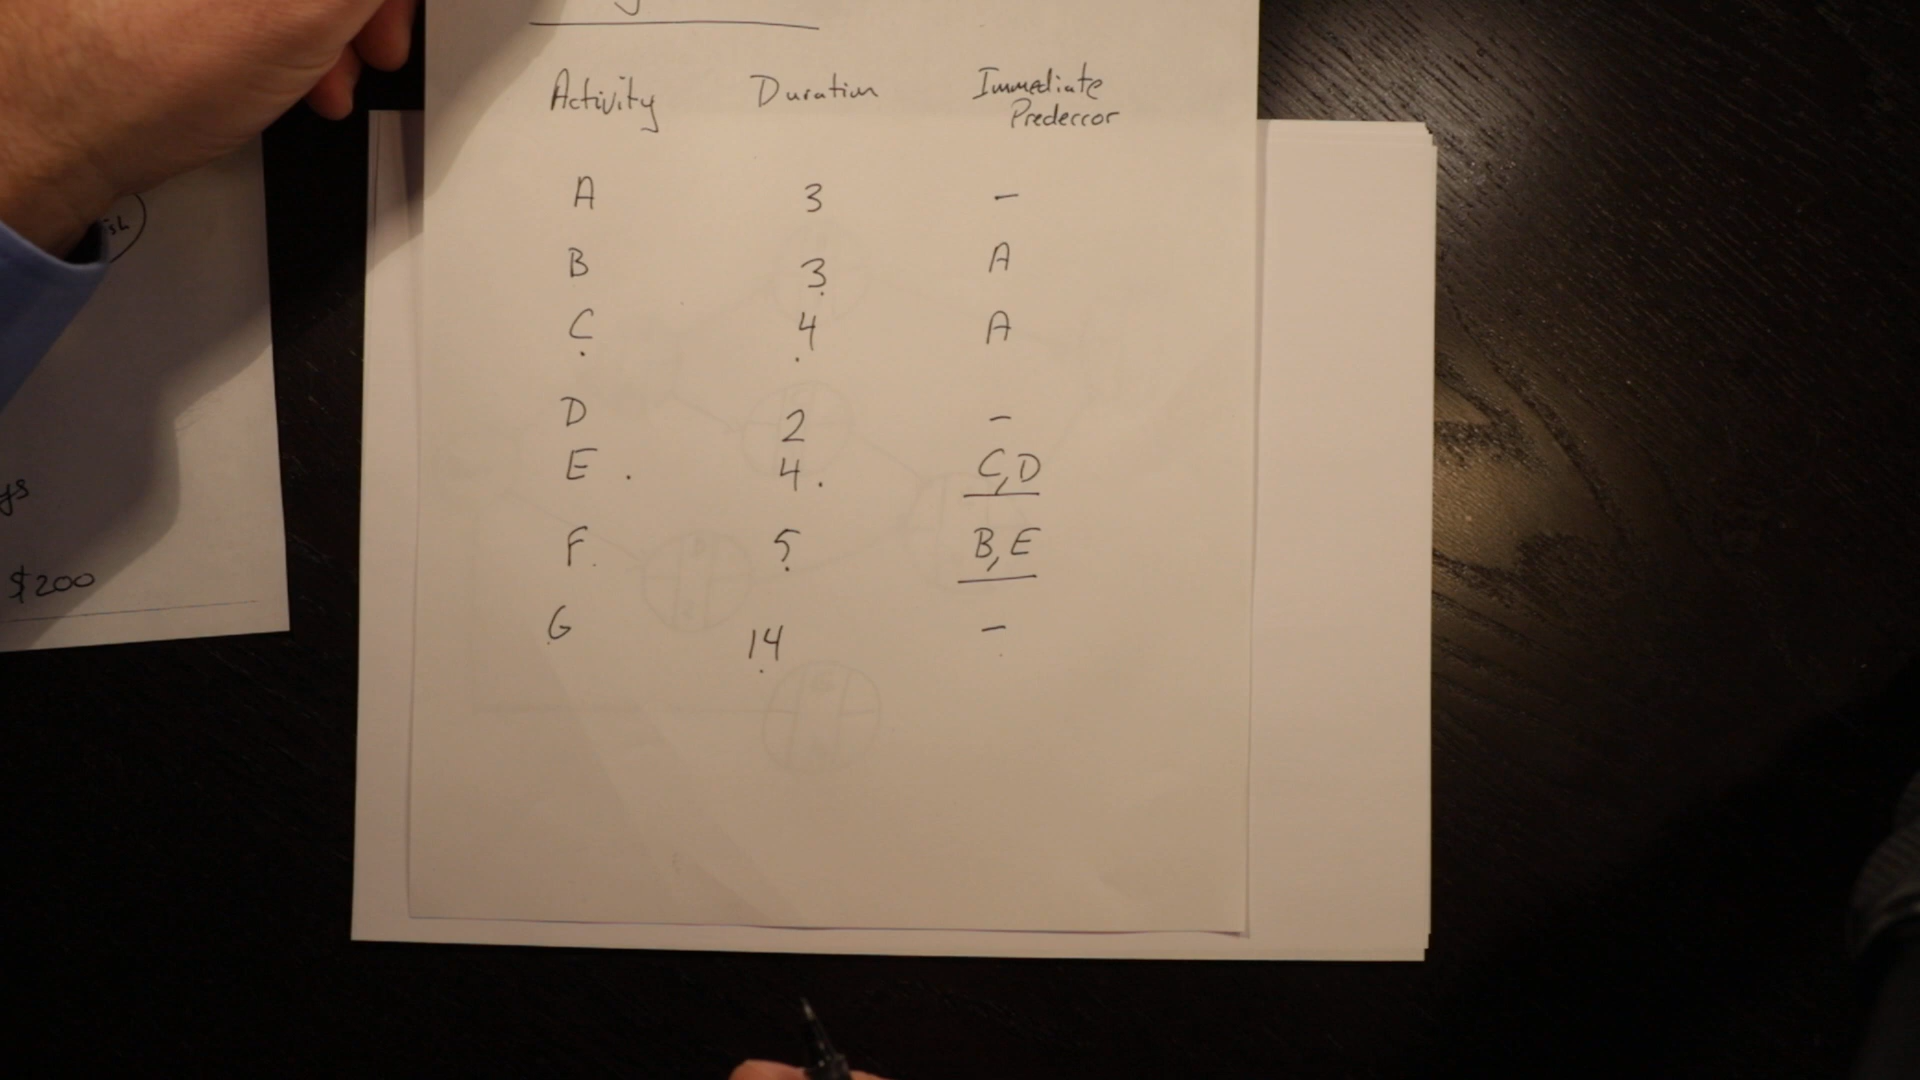 Activity Duration Immediate
Predeccor
A 3 -
B 3 A
C 4 A
D 2 -
E 4 C,D
F 5 B,E
G 14 -
$200